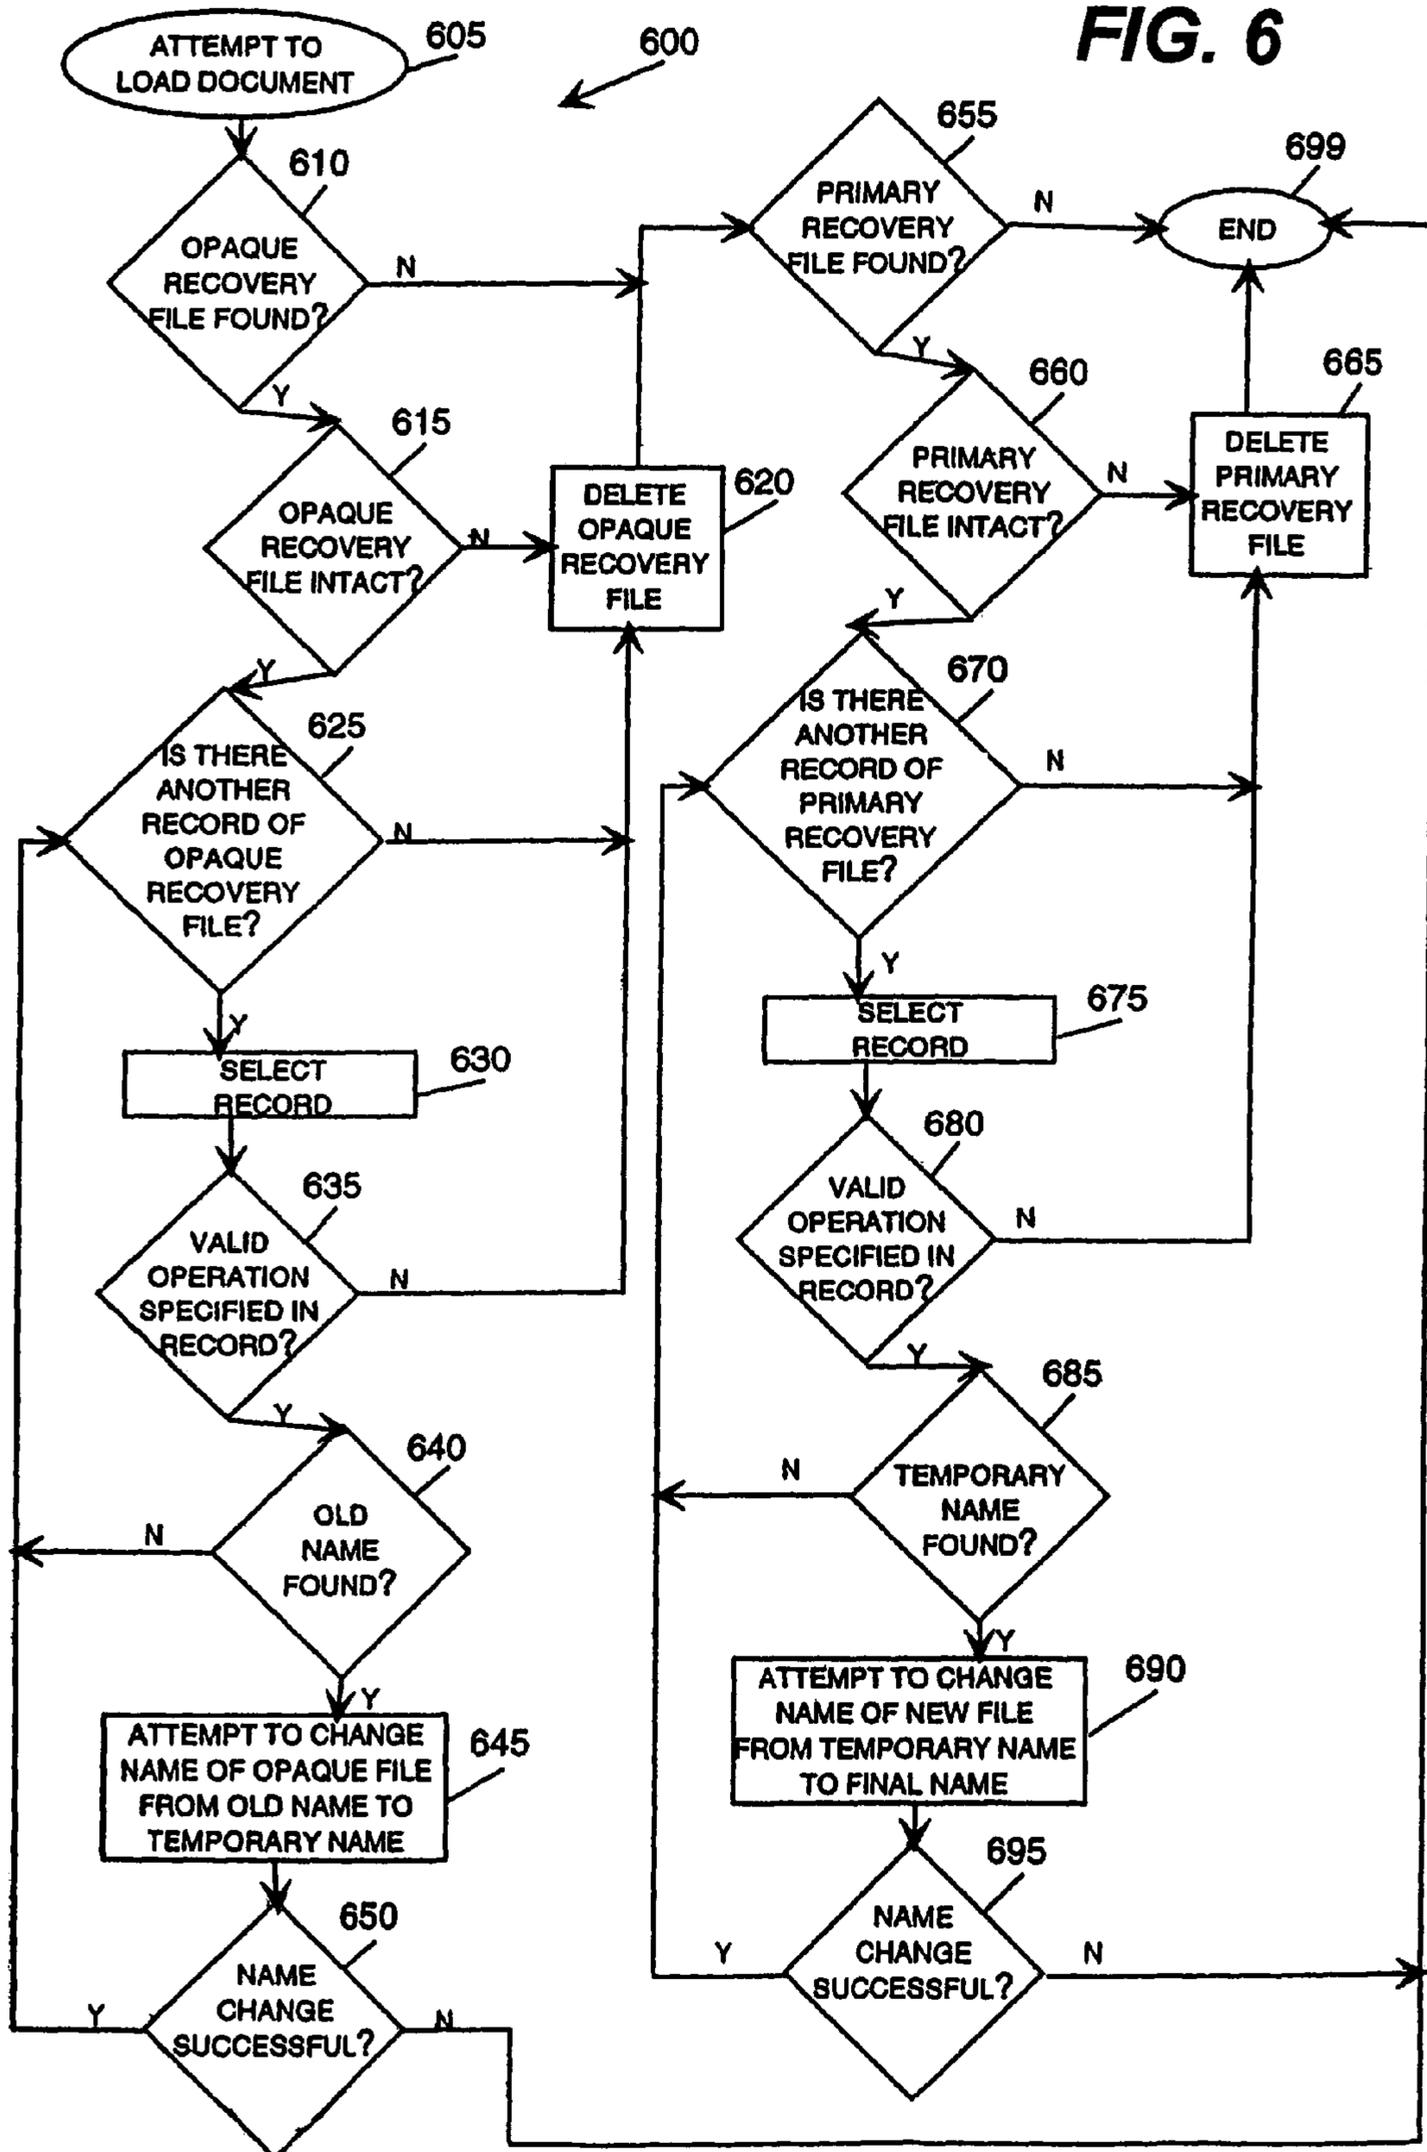 FIG. 6
600
ATTEMPT TO
LOAD DOCUMENT
605
610
OPAQUE
RECOVERY
FILE FOUND?
N
Y
615
OPAQUE
RECOVERY
FILE INTACT?
N
Y
DELETE
OPAQUE
RECOVERY
FILE
620
625
IS THERE
ANOTHER
RECORD OF
OPAQUE
RECOVERY
FILE?
N
Y
SELECT
RECORD
630
635
VALID
OPERATION
SPECIFIED IN
RECORD?
N
Y
640
OLD
NAME
FOUND?
N
Y
ATTEMPT TO CHANGE
NAME OF OPAQUE FILE
FROM OLD NAME TO
TEMPORARY NAME
645
650
NAME
CHANGE
SUCCESSFUL?
Y
N
655
PRIMARY
RECOVERY
FILE FOUND?
N
Y
699
END
660
PRIMARY
RECOVERY
FILE INTACT?
N
Y
665
DELETE
PRIMARY
RECOVERY
FILE
670
IS THERE
ANOTHER
RECORD OF
PRIMARY
RECOVERY
FILE?
N
Y
SELECT
RECORD
675
680
VALID
OPERATION
SPECIFIED IN
RECORD?
N
Y
685
TEMPORARY
NAME
FOUND?
N
Y
ATTEMPT TO CHANGE
NAME OF NEW FILE
FROM TEMPORARY NAME
TO FINAL NAME
690
695
NAME
CHANGE
SUCCESSFUL?
Y
N